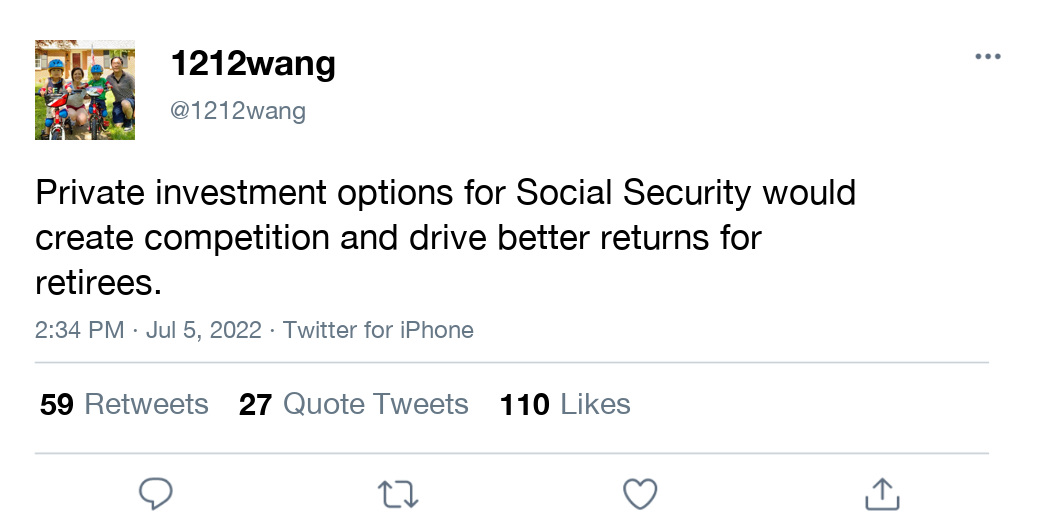 1212wang
@1212wang
Private investment options for Social Security would
create competition and drive better returns for
retirees.
2:34 PM · Jul 5, 2022 · Twitter for iPhone
59 Retweets 27 Quote Tweets 110 Likes